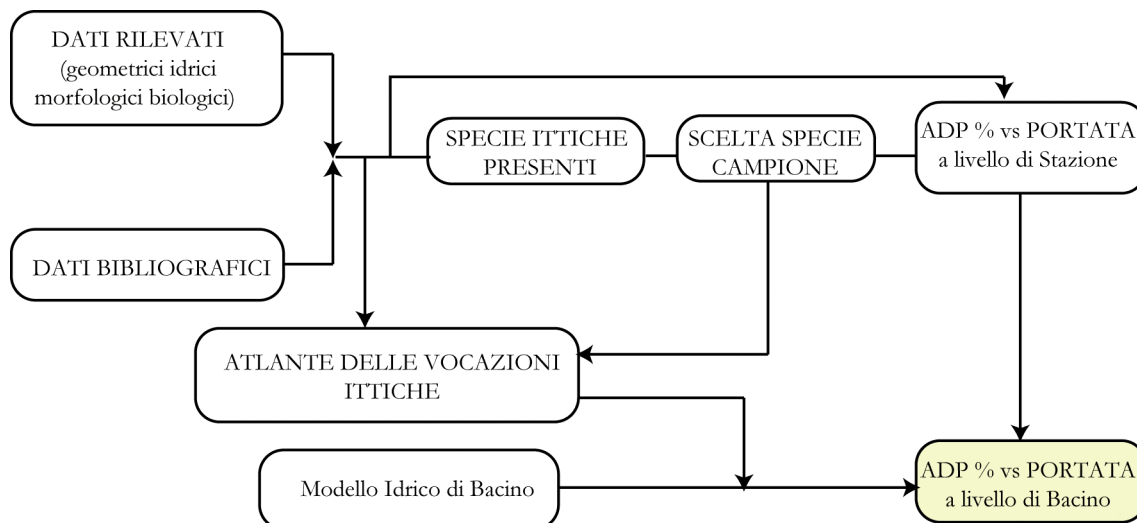 DATI RILEVATI
(geometrici idrici
morfologici biologici)
SPECIE ITTICHE
PRESENTI
SCELTA SPECIE
CAMPIONE
ADP % vs PORTATA
a livello di Stazione
DATI BIBLIOGRAFICI
ATLANTE DELLE VOCAZIONI
ITTICHE
Modello Idrico di Bacino
ADP % vs PORTATA
a livello di Bacino